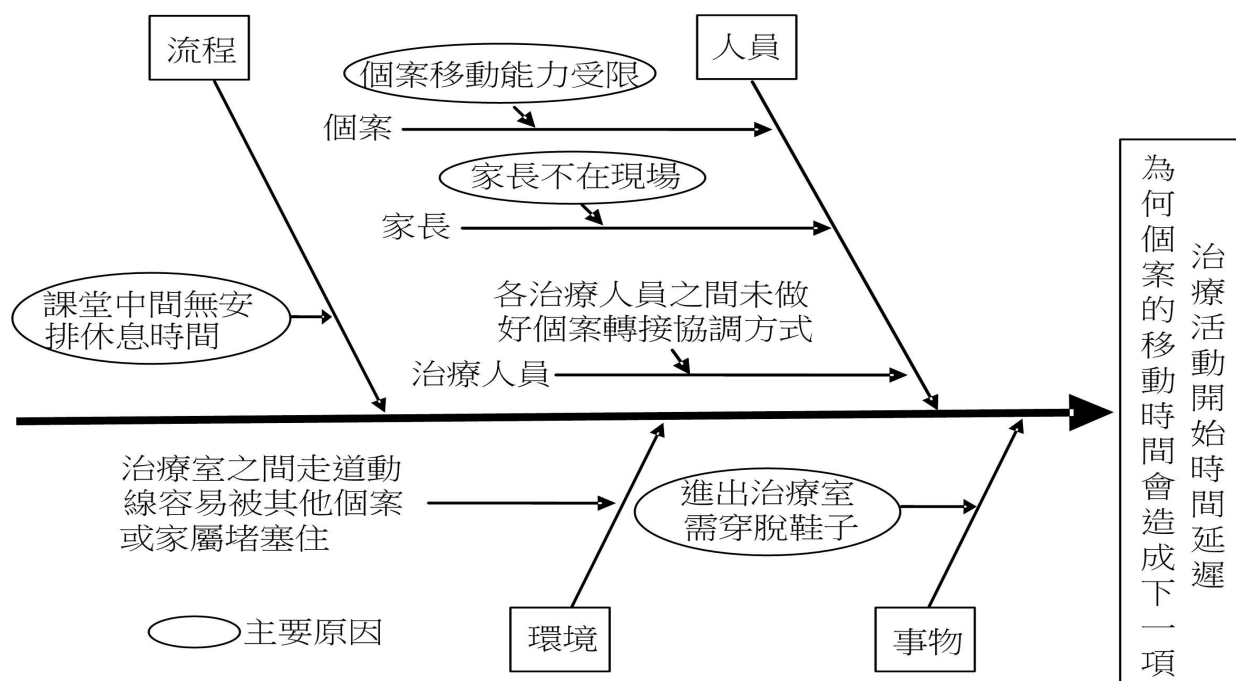 流程
人員
個案移動能力受限
個案
家長不在現場
家長
課堂中間無安
排休息時間
各治療人員之間未做
好個案轉接協調方式
治療人員
治療室之間走道動
線容易被其他個案
或家屬堵塞住
進出治療室
需穿脫鞋子
環境
事物
主要原因
為何個案的移動時間會造成下一項
治療活動開始時間延遲